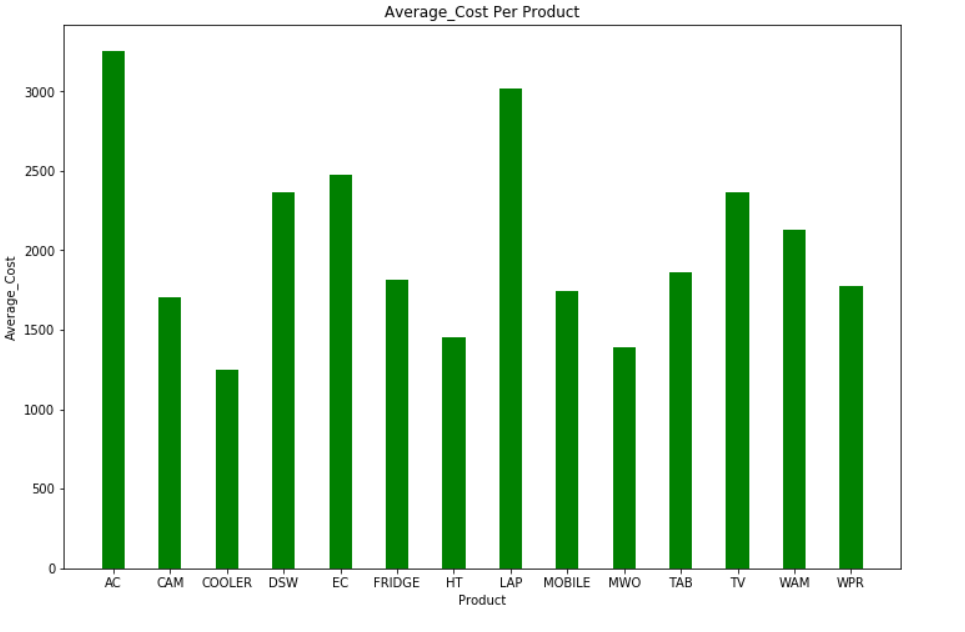 Average_Cost Per Product
3000
2500
2000
1500
1000
500
0
Average_Cost
AC CAM COOLER DSW EC FRIDGE HT LAP MOBILE MWO TAB TV WAM WPR
Product